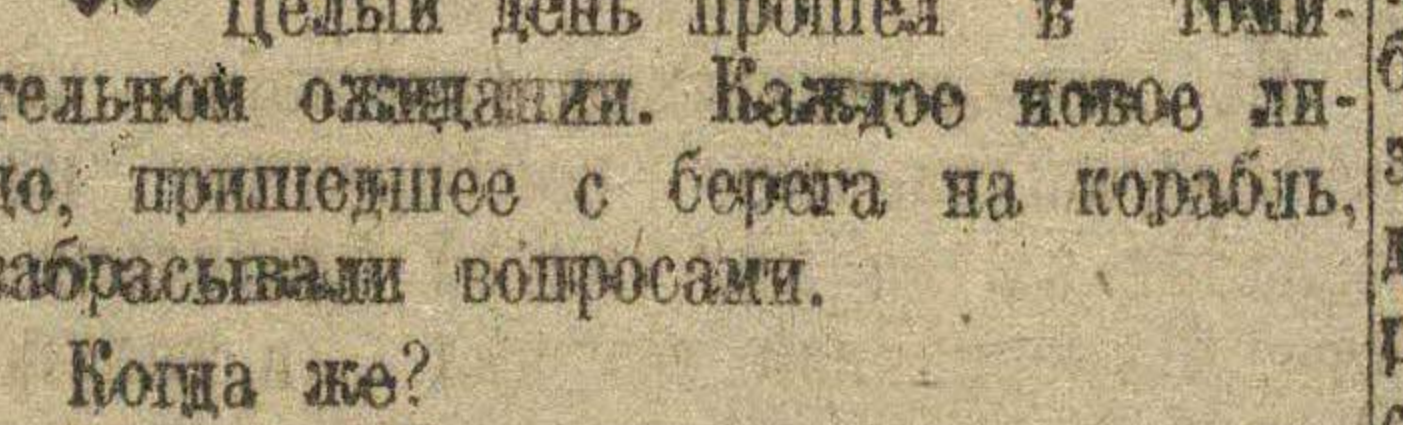 Целый день прошел в томи-
тельном ожидании. Каждое новое ли-
цо, пришедшее с берега на корабль,
забрасывали вопросами.
Когда же?